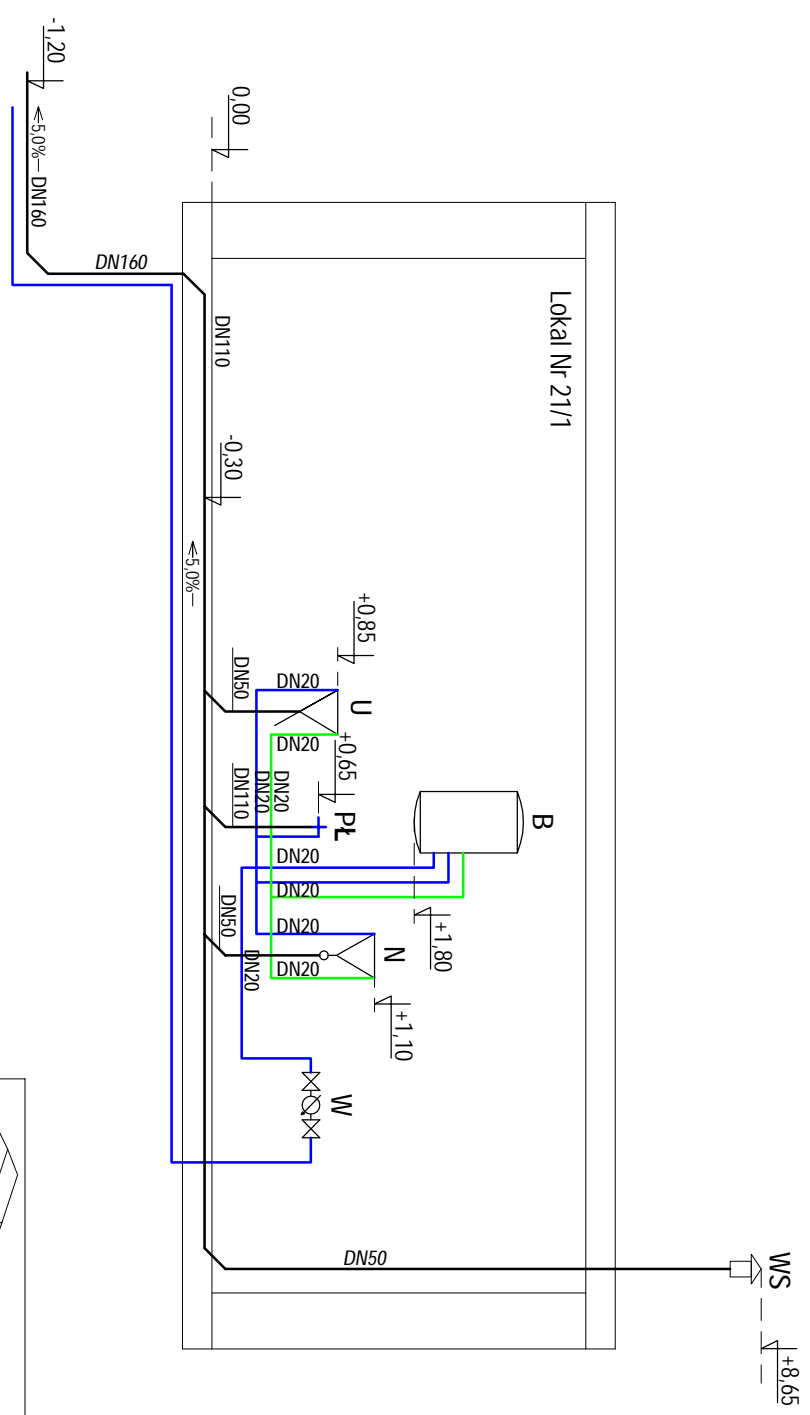 Lokal Nr 21/1
WS
+8,65
B
+1,80
N
+1,10
W
U
+0,85
PŁ
+0,65
DN20
DN20
DN20
DN20
DN20
DN20
DN20
DN20
DN20
DN50
DN110
DN50
DN50
-0,30
←5,0%–
DN110
0,00
DN160
←5,0%– DN160
-1,20